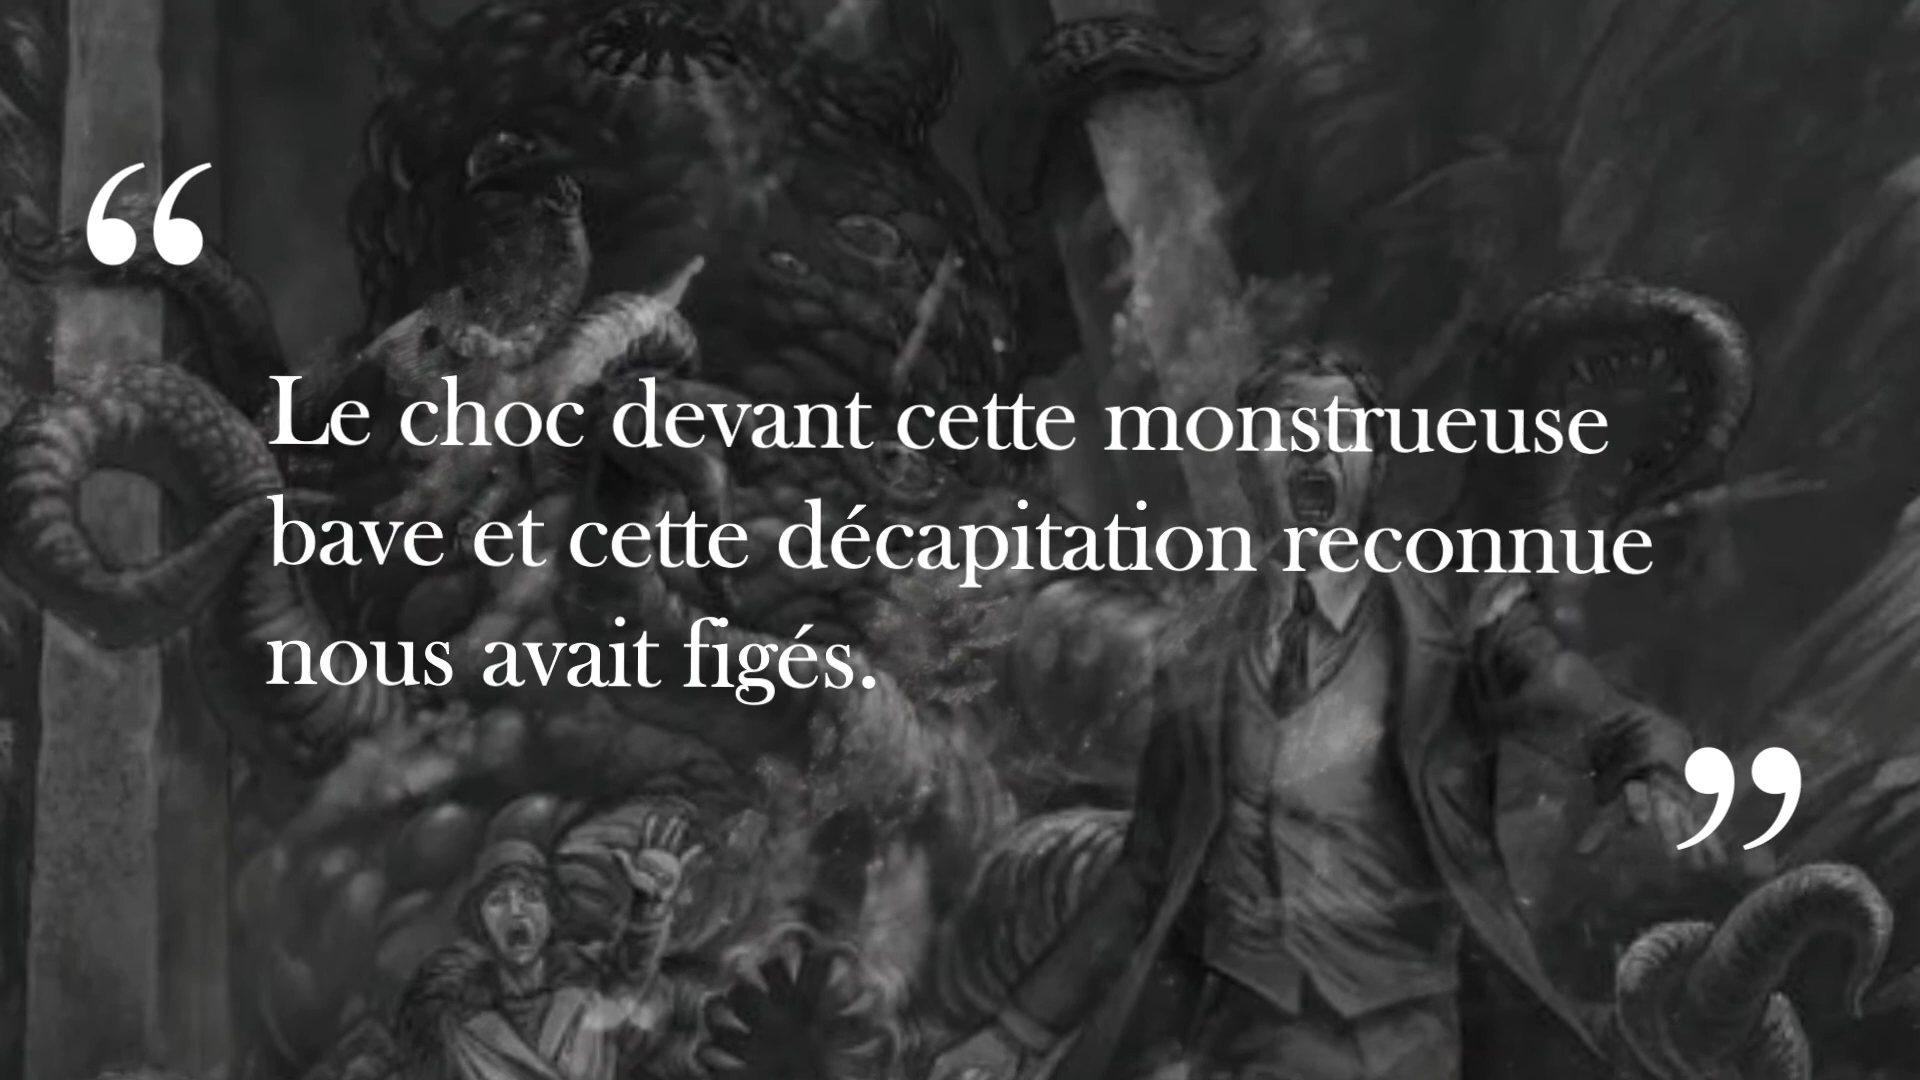 “
Le choc devant cette monstrueuse
bave et cette décapitation reconnue
nous avait figés.
”